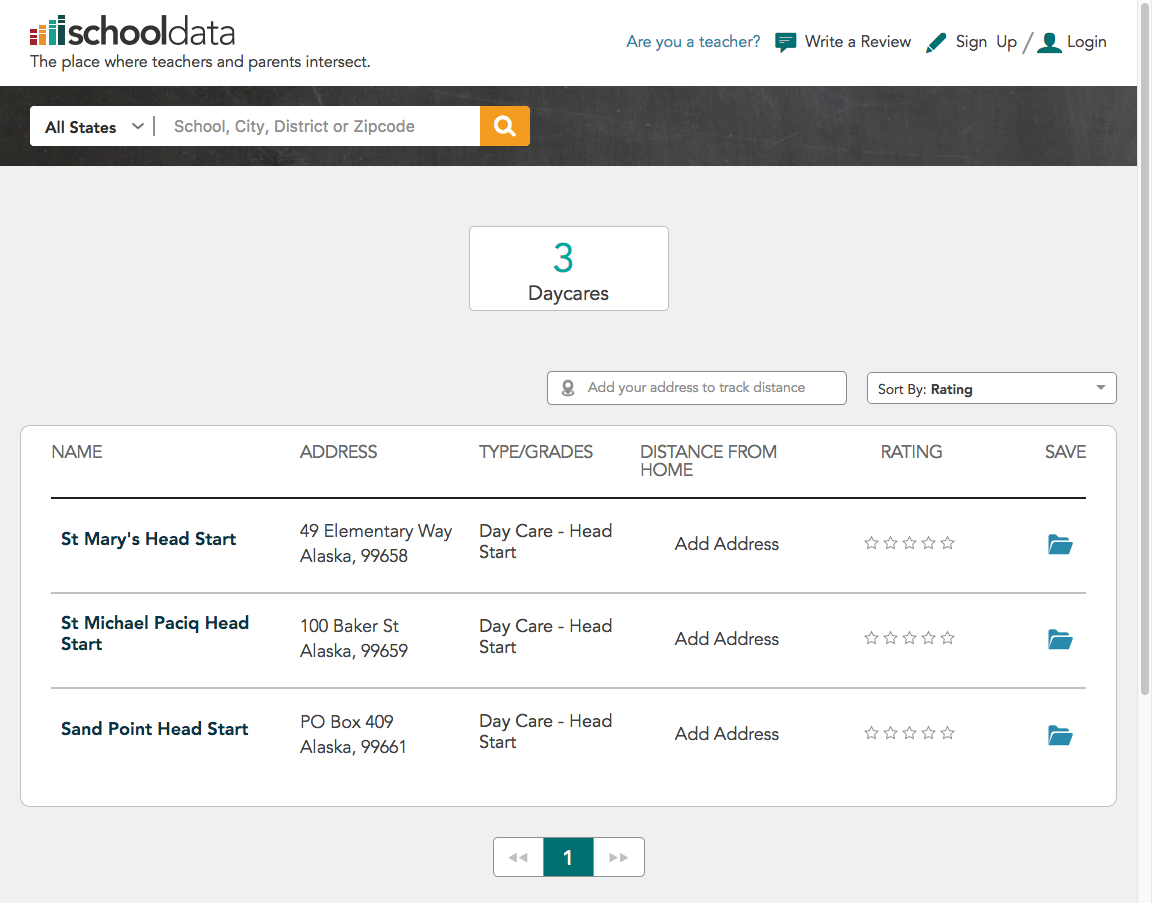 schooldata
The place where teachers and parents intersect.
Are you a teacher? Write a Review Sign Up / Login
All States School, City, District or Zipcode
3
Daycares
Add your address to track distance
Sort By: Rating
NAME ADDRESS TYPE/GRADES DISTANCE FROM HOME RATING SAVE
St Mary's Head Start
49 Elementary Way
Alaska, 99658
Day Care - Head
Start
Add Address
St Michael Paciq Head
Start
100 Baker St
Alaska, 99659
Day Care - Head
Start
Add Address
Sand Point Head Start
PO Box 409
Alaska, 99661
Day Care - Head
Start
Add Address
1